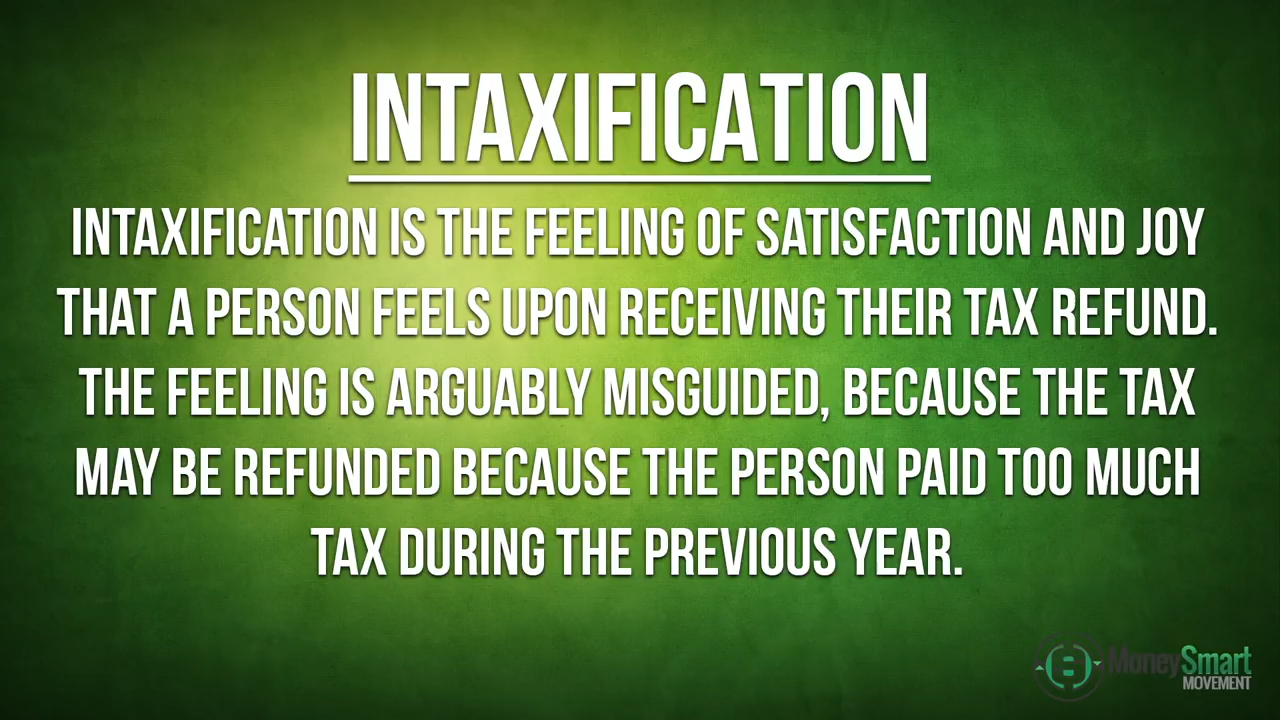 INTAXIFICATION
INTAXIFICATION IS THE FEELING OF SATISFACTION AND JOY
THAT A PERSON FEELS UPON RECEIVING THEIR TAX REFUND.
THE FEELING IS ARGUABLY MISGUIDED, BECAUSE THE TAX
MAY BE REFUNDED BECAUSE THE PERSON PAID TOO MUCH
TAX DURING THE PREVIOUS YEAR.
MoneySmart
MOVEMENT